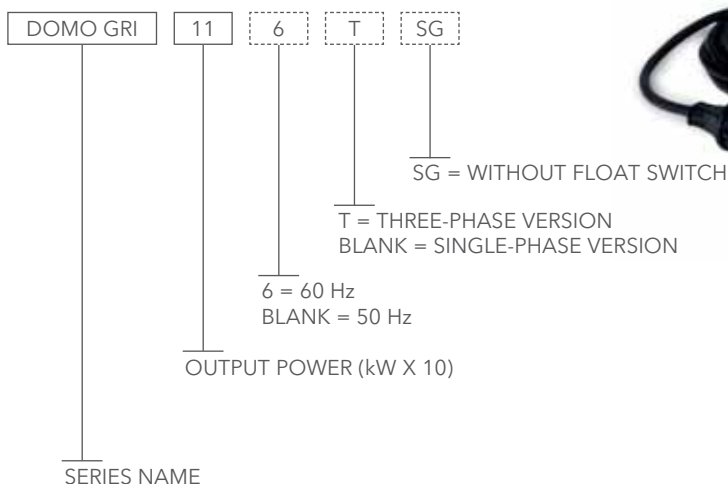 DOMO GRI 11 6 T SG
SG = WITHOUT FLOAT SWITCH
T = THREE-PHASE VERSION
BLANK = SINGLE-PHASE VERSION
6 = 60 Hz
BLANK = 50 Hz
OUTPUT POWER (kW X 10)
SERIES NAME